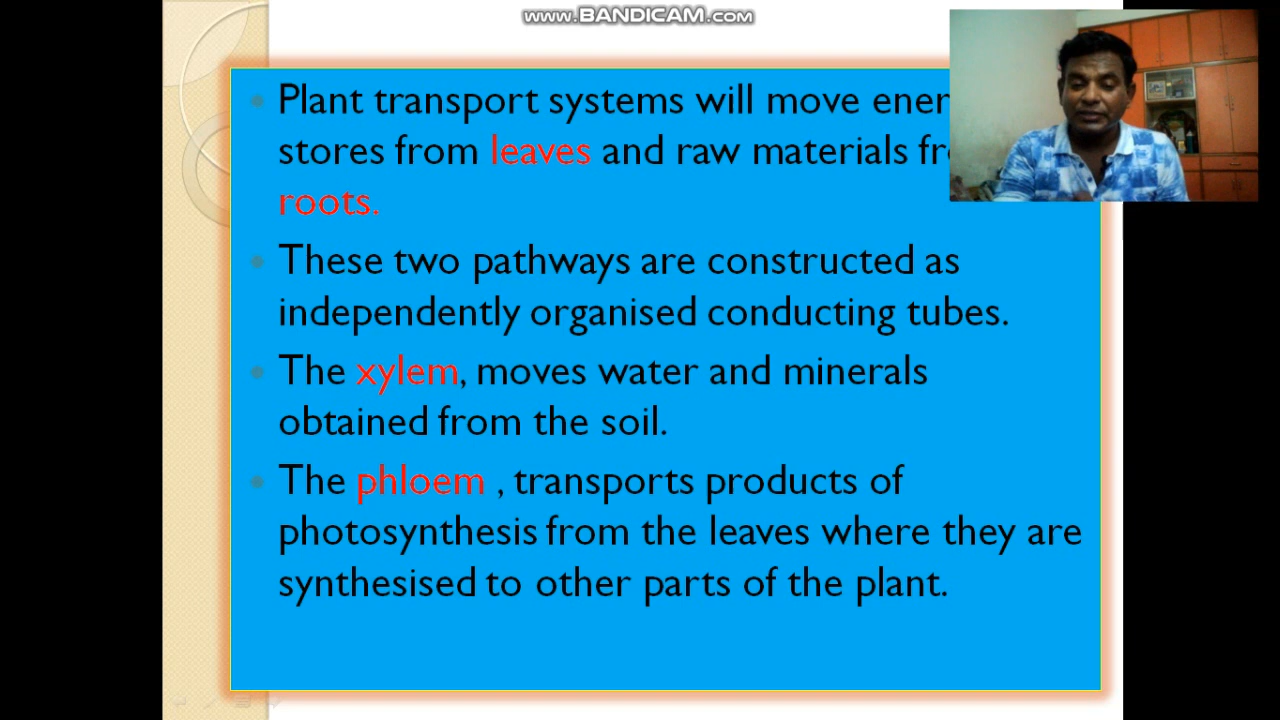 www.BANDICAM.com
Plant transport systems will move
stores from leaves and raw materials
roots.
These two pathways are constructed as
independently organised conducting tubes.
The xylem, moves water and minerals
obtained from the soil.
The phloem , transports products of
photosynthesis from the leaves where they are
synthesised to other parts of the plant.